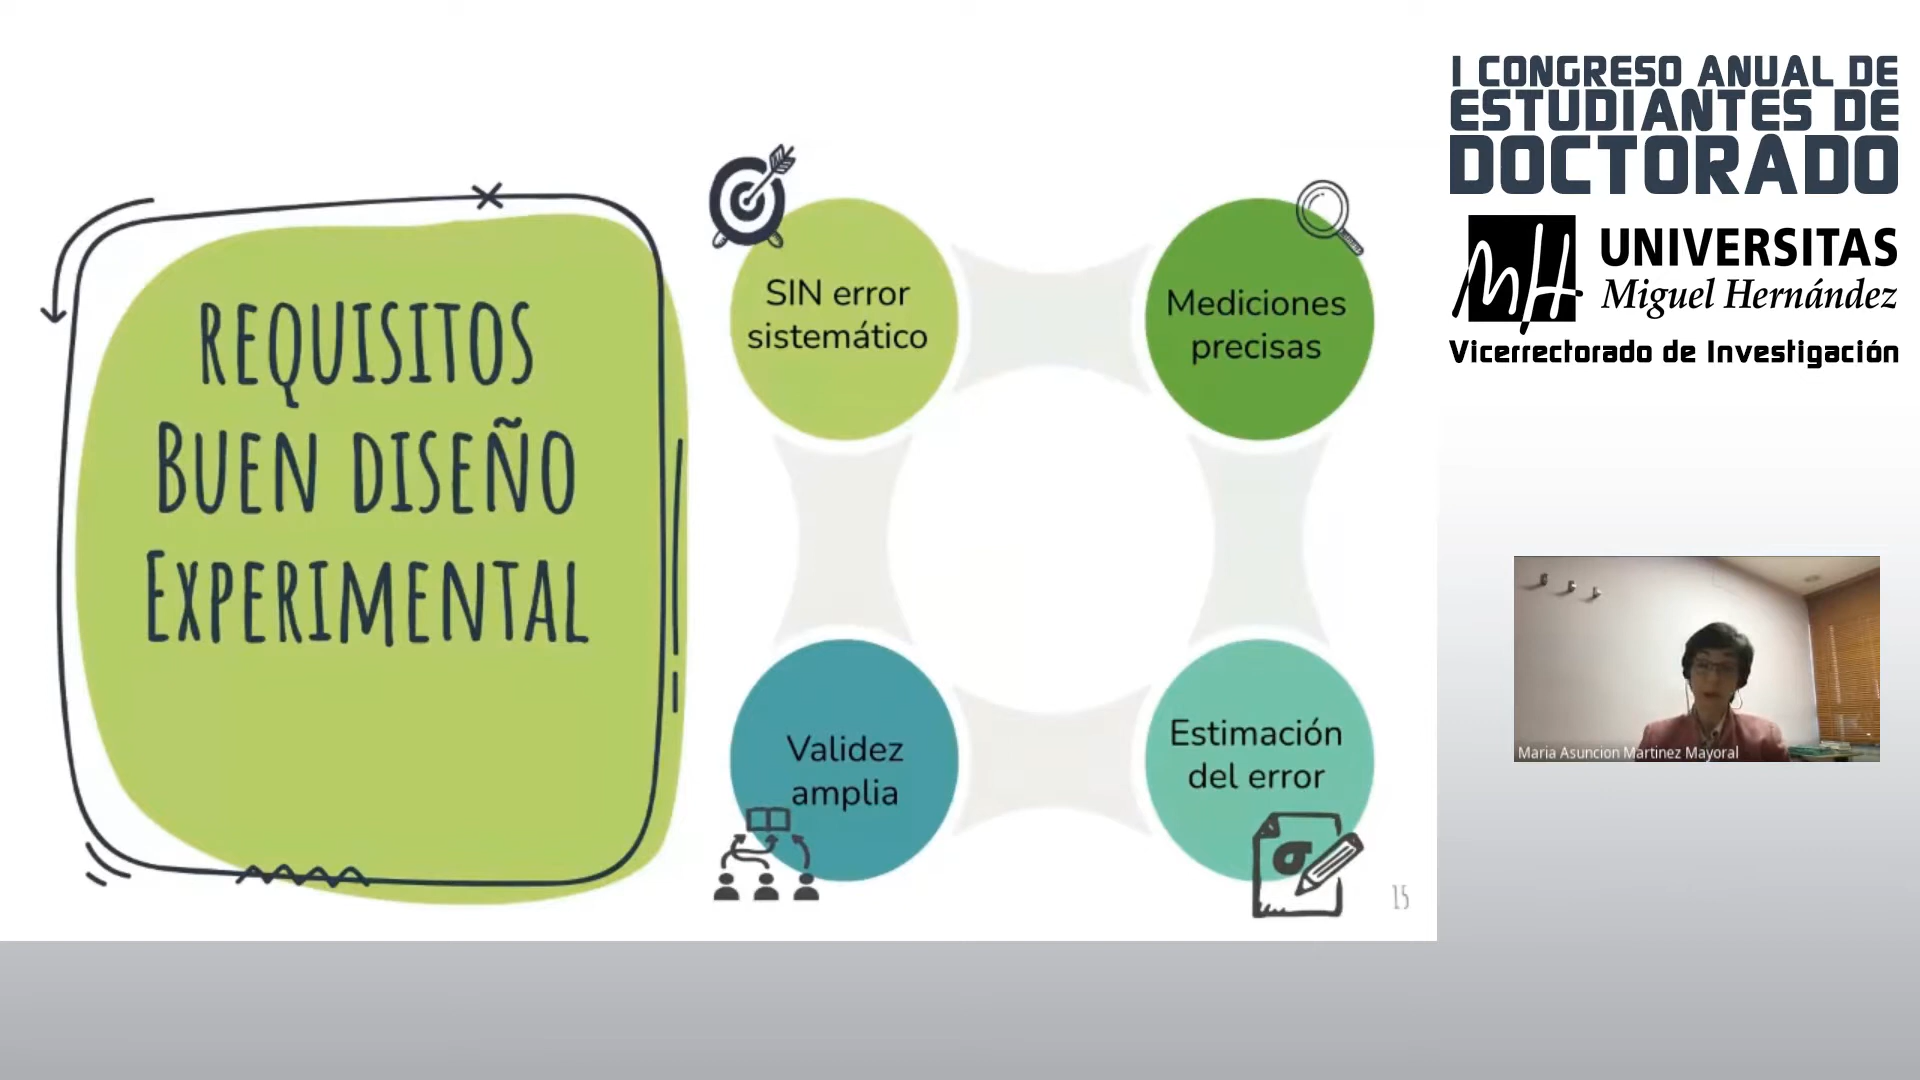 REQUISITOS
BUEN DISEÑO
EXPERIMENTAL
SIN error
sistemático
Mediciones
precisas
Validez
amplia
Estimación
del error
σ
15
I CONGRESO ANUAL DE
ESTUDIANTES DE
DOCTORADO
UNIVERSITAS
Miguel Hernández
Vicerrectorado de Investigación
Maria Asuncion Martinez Mayoral